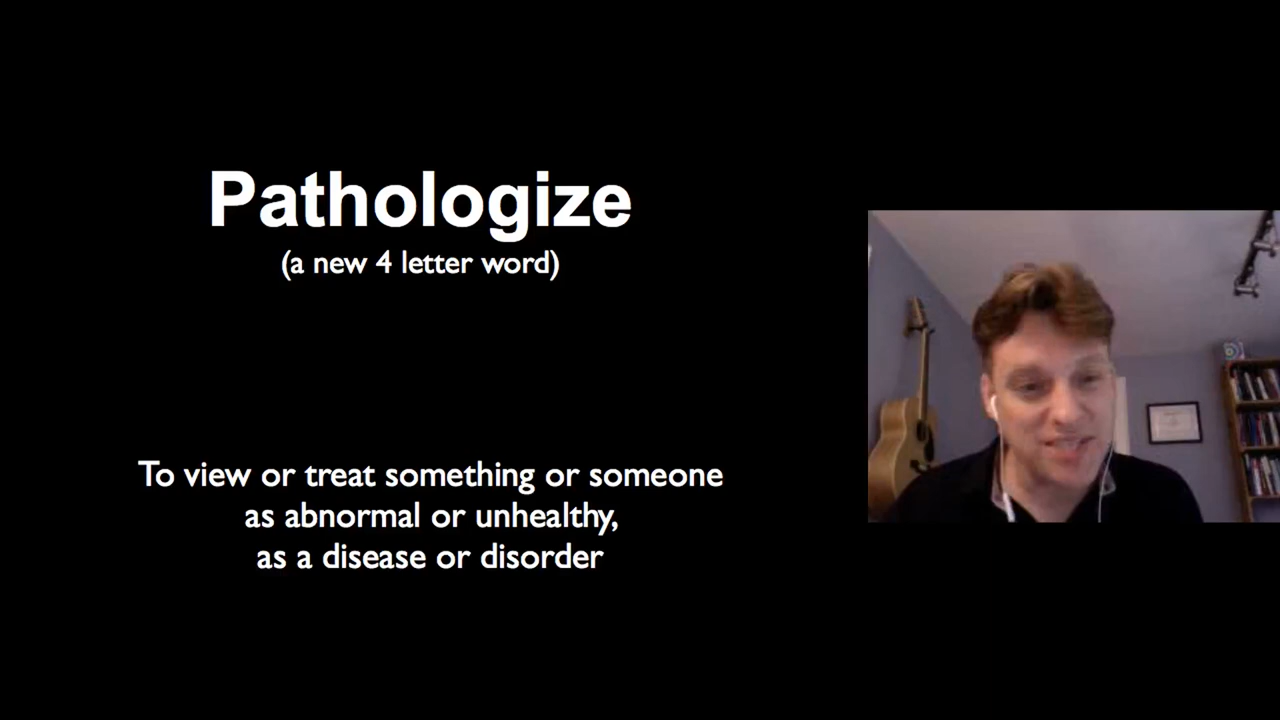 Pathologize
(a new 4 letter word)
To view or treat something or someone
as abnormal or unhealthy,
as a disease or disorder